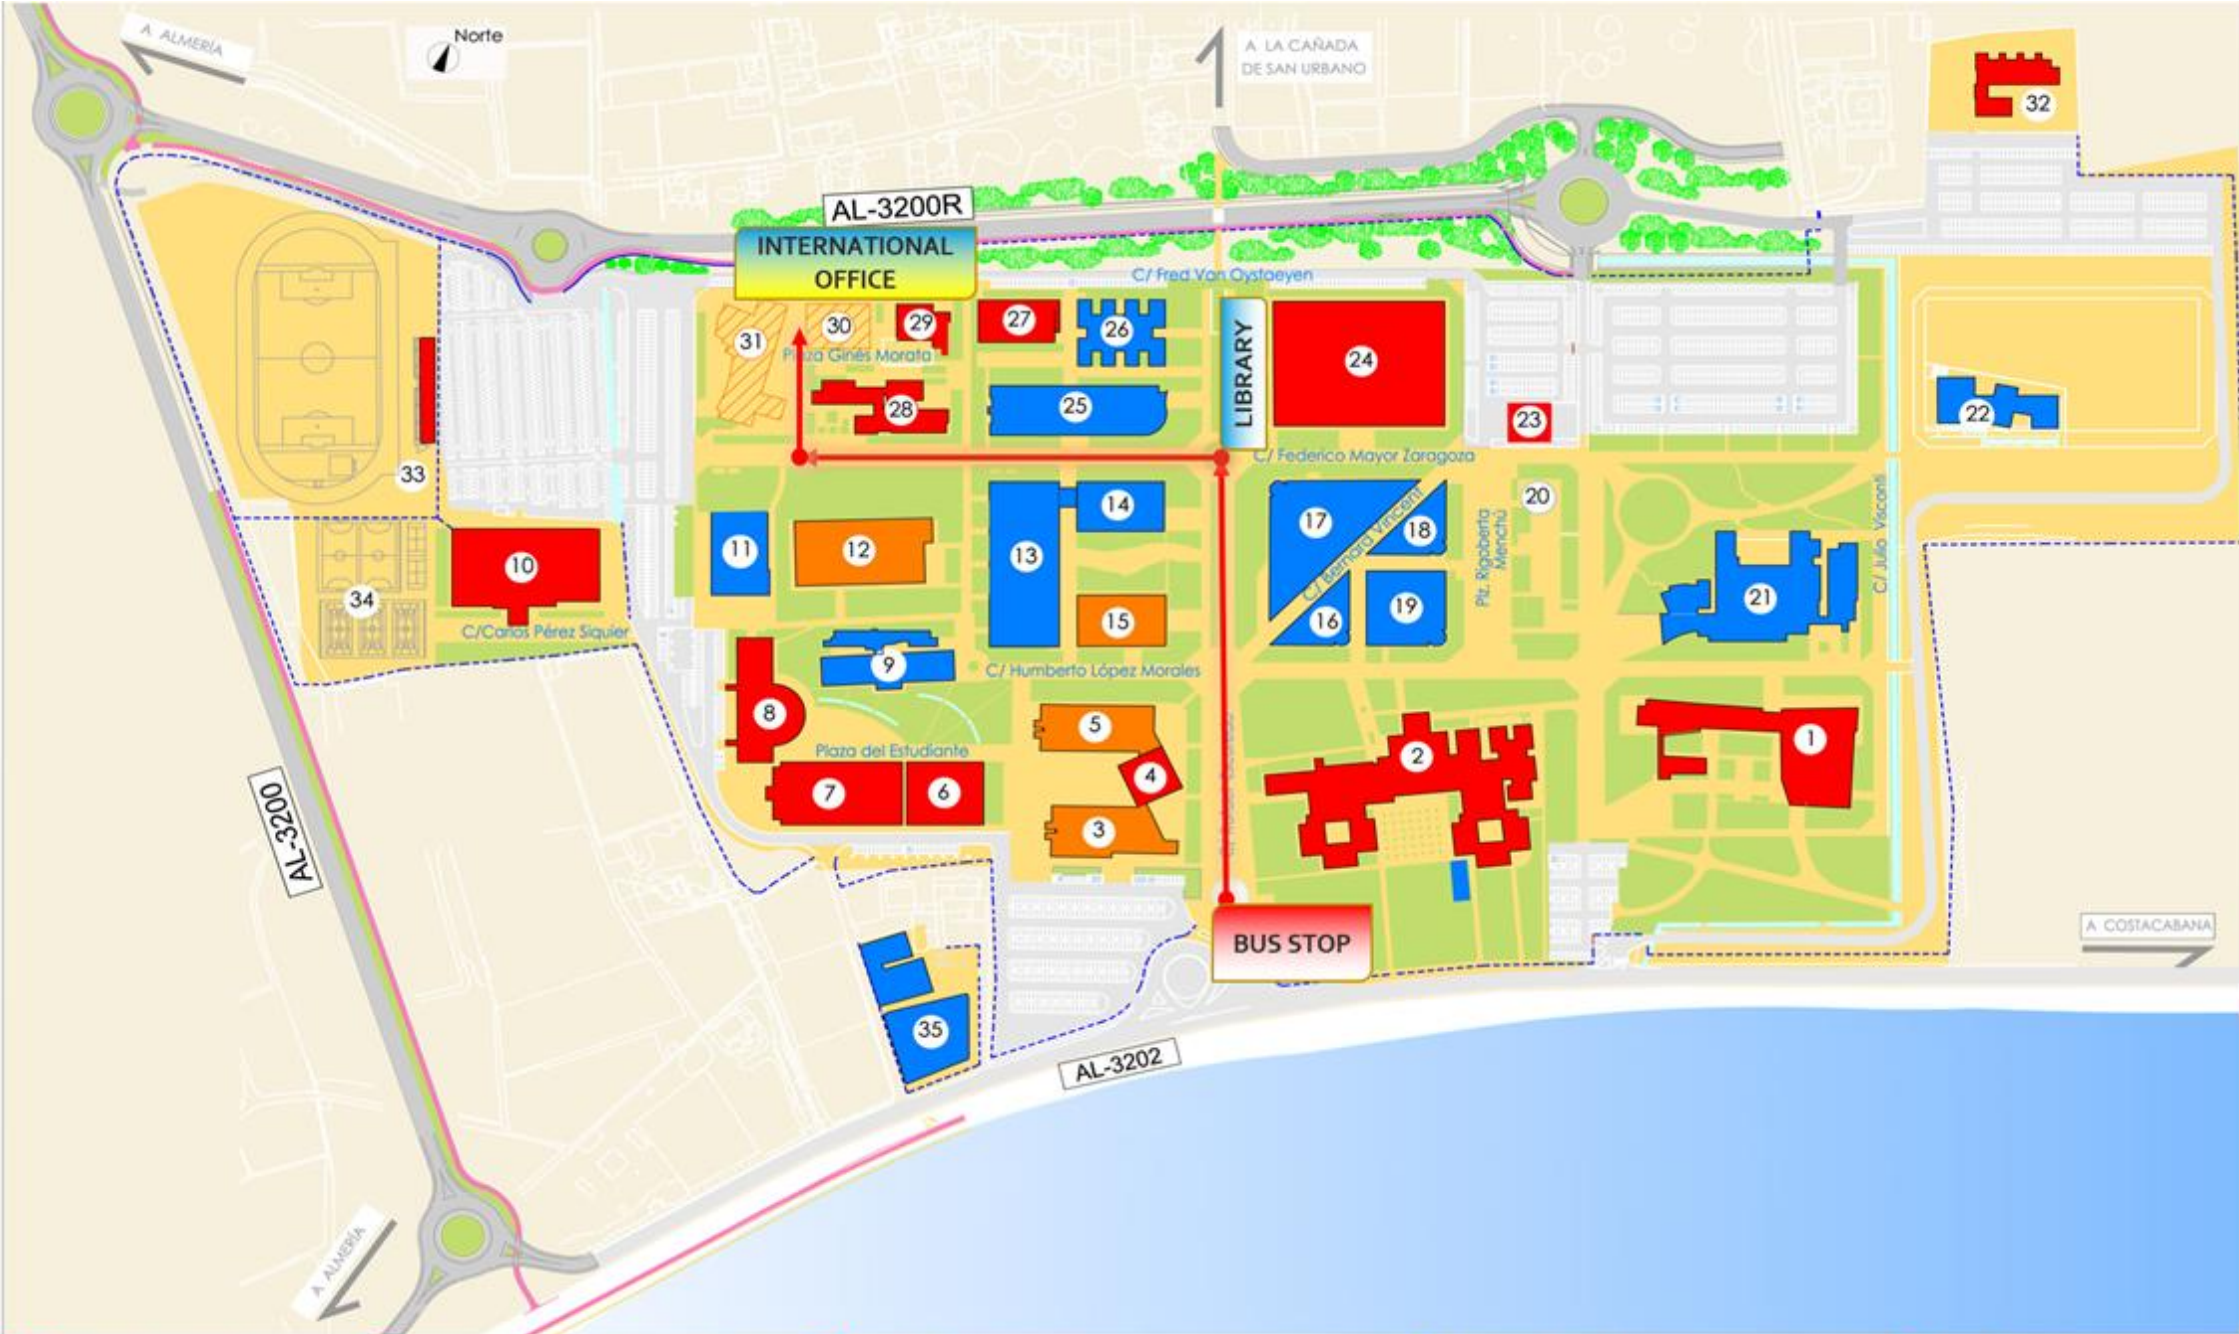 A ALMERÍA
Norte
A LA CAÑADA
DE SAN URBANO
32
AL-3200R
INTERNATIONAL
OFFICE
C/ Fred Van Oystaeyen
31
30
29
27
26
LIBRARY
24
Plaza Ginés Morata
28
25
23
22
33
C/ Federico Mayor Zaragoza
20
14
17
18
C/ Bernard Vincent
Plz. Rigoberta
Menchú
C/ Julio Visconti
11
12
13
10
34
15
16
19
21
C/Carlos Pérez Siquier
9
C/ Humberto López Morales
8
5
2
1
Plaza del Estudiante
4
7
6
3
AL-3200
BUS STOP
A COSTACABANA
35
AL-3202
A ALMERÍA